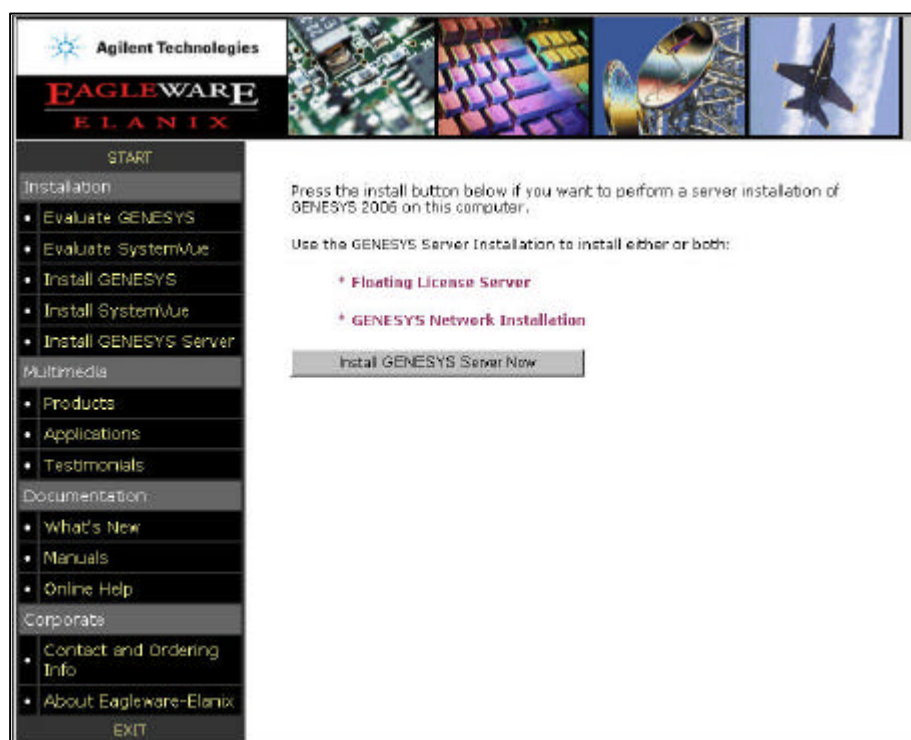 Agilent Technologies
EAGLEWARE
ELANIX
START
Installation
• Evaluate GENESYS
• Evaluate SystemVue
• Install GENESYS
• Install SystemVue
• Install GENESYS Server
Multimedia
• Products
• Applications
• Testimonials
Documentation
• What's New
• Manuals
• Online Help
Corporate
• Contact and Ordering
Info
• About Eagleware-Elanix
EXIT
Press the install button below if you want to perform a server installation of
GENESYS 2006 on this computer.
Use the GENESYS Server Installation to install either or both:
* Floating License Server
* GENESYS Network Installation
Install GENESYS Server Now